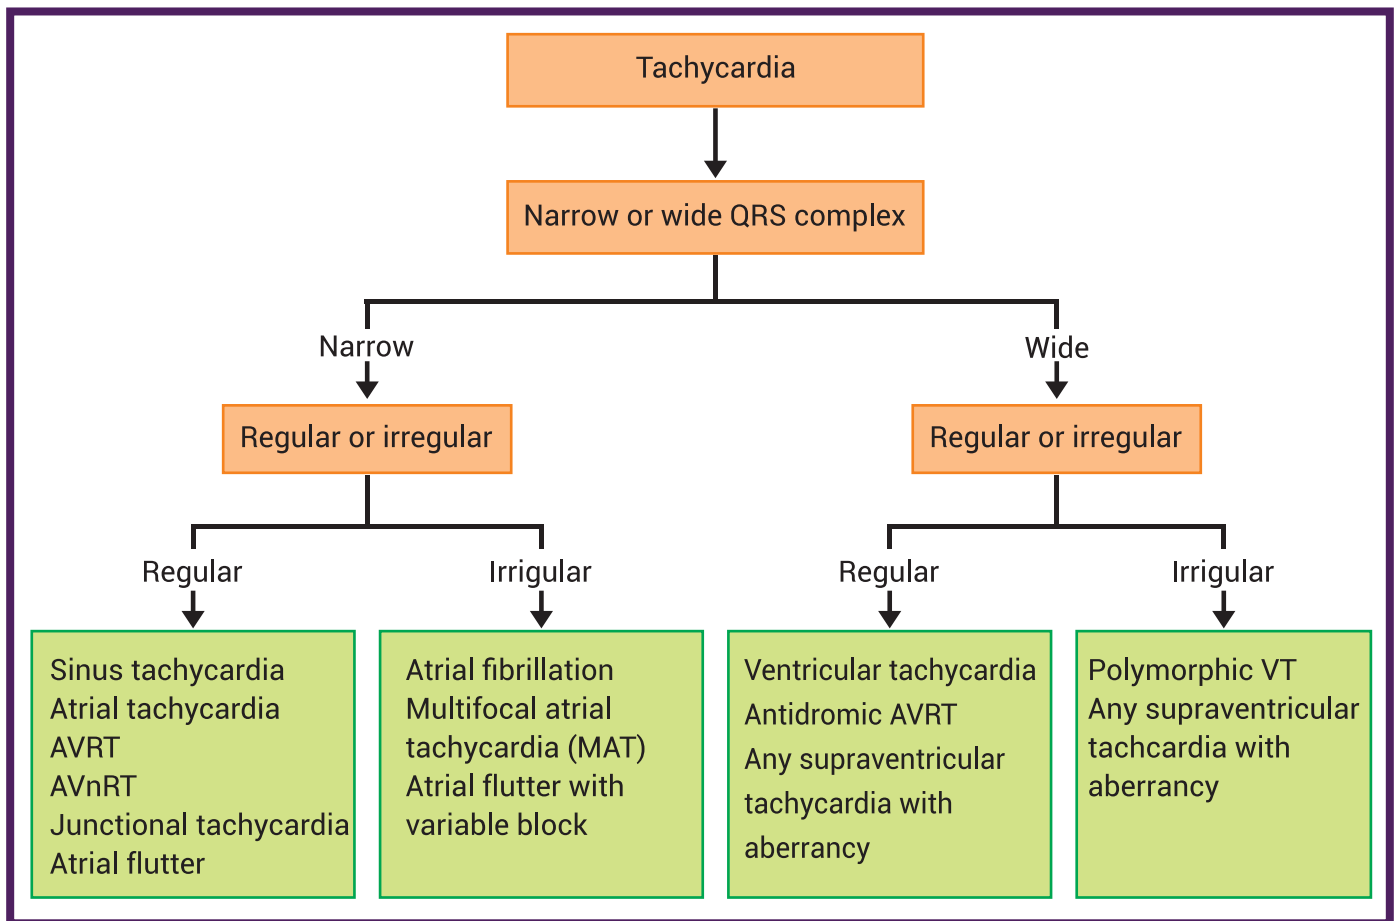 Tachycardia
Narrow or wide QRS complex
Narrow
Wide
Regular or irregular
Regular or irregular
Regular
Irrigular
Regular
Irrigular
Sinus tachycardia
Atrial tachycardia
AVRT
AVnRT
Junctional tachycardia
Atrial flutter
Atrial fibrillation
Multifocal atrial
tachycardia (MAT)
Atrial flutter with
variable block
Ventricular tachycardia
Antidromic AVRT
Any supraventricular
tachycardia with
aberrancy
Polymorphic VT
Any supraventricular
tachcardia with
aberrancy